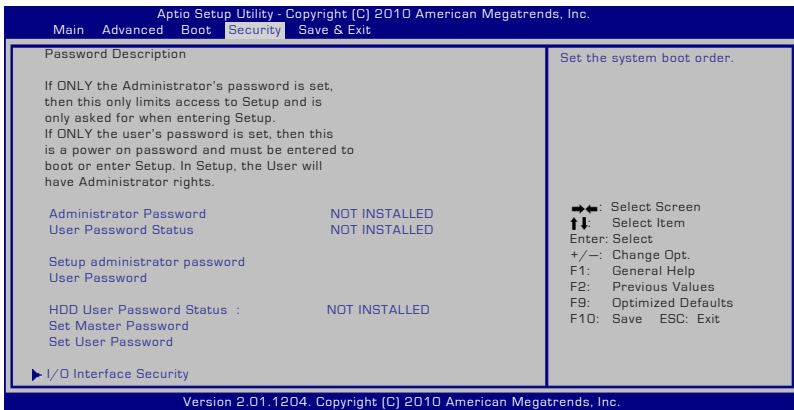 Aptio Setup Utility - Copyright (C) 2010 American Megatrends, Inc.
Main Advanced Boot Security Save & Exit
Password Description
If ONLY the Administrator's password is set,
then this only limits access to Setup and is
only asked for when entering Setup.
If ONLY the user's password is set, then this
is a power on password and must be entered to
boot or enter Setup. In Setup, the User will
have Administrator rights.
Administrator Password NOT INSTALLED
User Password Status NOT INSTALLED
Setup administrator password
User Password
HDD User Password Status : NOT INSTALLED
Set Master Password
Set User Password
I/O Interface Security
Set the system boot order.
→←: Select Screen
↑↓: Select Item
Enter: Select
+/—: Change Opt.
F1: General Help
F2: Previous Values
F9: Optimized Defaults
F10: Save ESC: Exit
Version 2.01.1204. Copyright (C) 2010 American Megatrends, Inc.